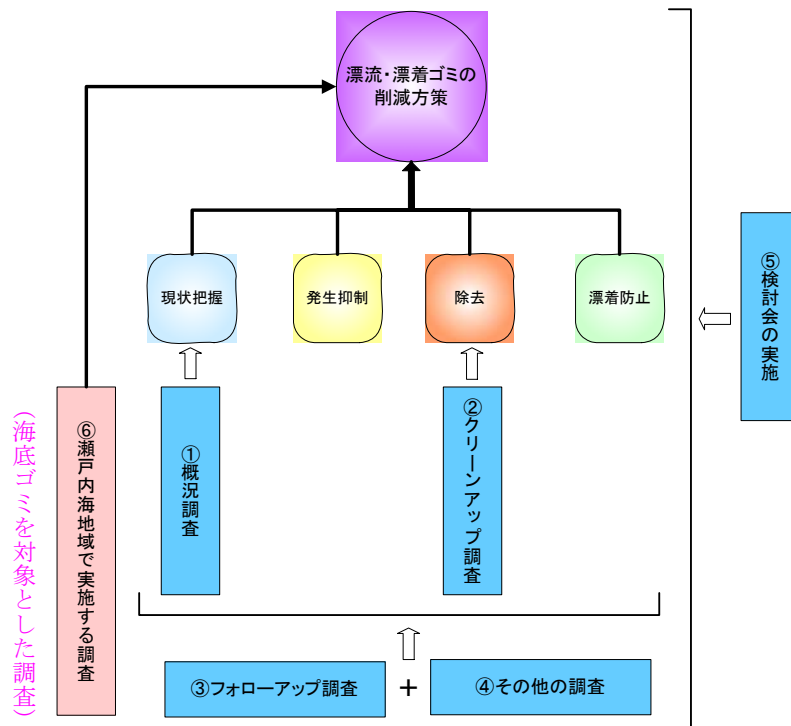 漂流・漂着ゴミの
削減方策
現状把握
発生抑制
除去
漂着防止
⑤検討会の実施
①概況調査
②クリーンアップ調査
⑥瀬戸内海地域で実施する調査
（海底ゴミを対象とした調査）
③フォローアップ調査
+
④その他の調査